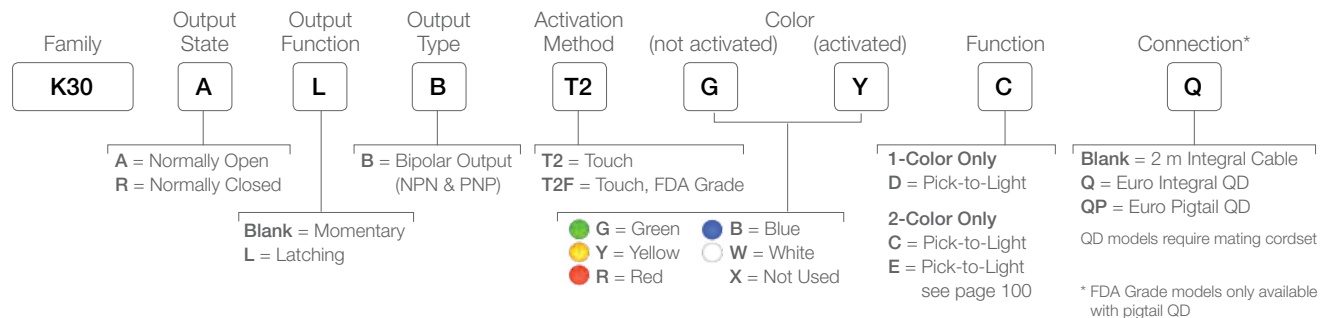 Family
Output
State
Output
Function
Output
Type
Activation
Method
Color
(not activated)
(activated)
Function
Connection*
K30
A
L
B
T2
G
Y
C
Q
A = Normally Open
R = Normally Closed
Blank = Momentary
L = Latching
B = Bipolar Output
(NPN & PNP)
T2 = Touch
T2F = Touch, FDA Grade
G = Green
Y = Yellow
R = Red
B = Blue
W = White
X = Not Used
1-Color Only
D = Pick-to-Light
2-Color Only
C = Pick-to-Light
E = Pick-to-Light
see page 100
Blank = 2 m Integral Cable
Q = Euro Integral QD
QP = Euro Pigtail QD
QD models require mating cordset
* FDA Grade models only available
with pigtail QD